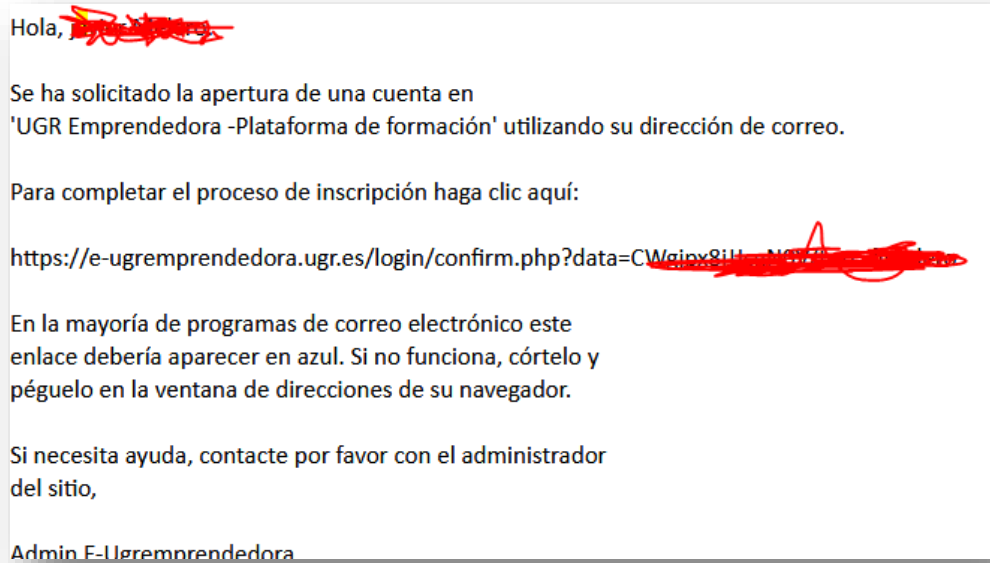 Hola,
Se ha solicitado la apertura de una cuenta en
'UGR Emprendedora -Plataforma de formación' utilizando su dirección de correo.
Para completar el proceso de inscripción haga clic aquí:
https://e-ugremprendedora.ugr.es/login/confirm.php?data=
En la mayoría de programas de correo electrónico este
enlace debería aparecer en azul. Si no funciona, córtelo y
péguelo en la ventana de direcciones de su navegador.
Si necesita ayuda, contacte por favor con el administrador
del sitio,
Admin E-Ugremprendedora